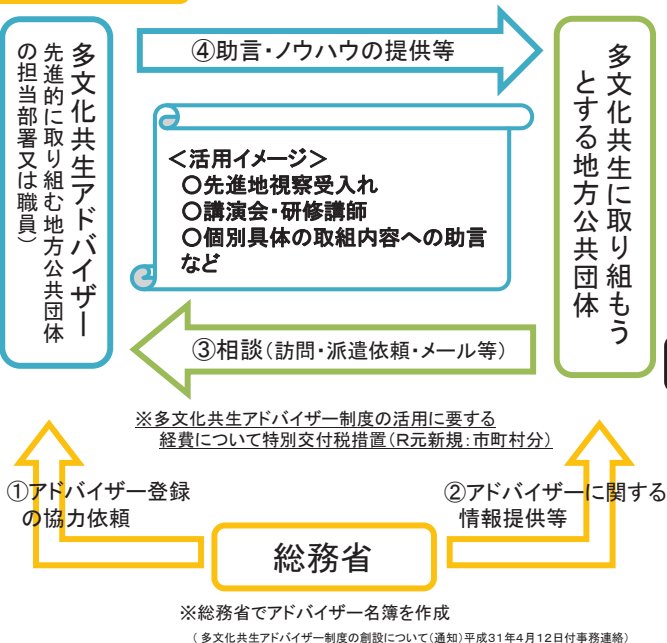 多文化共生アドバイザー
(先進的に取り組む地方公共団体
の担当部署又は職員)
④助言・ノウハウの提供等
<活用イメージ>
○先進地視察受入れ
○講演会・研修講師
○個別具体の取組内容への助言
など
多文化共生に取り組もう
とする地方公共団体
③相談(訪問・派遣依頼・メール等)
※多文化共生アドバイザー制度の活用に要する
経費について特別交付税措置(R元新規:市町村分)
①アドバイザー登録
の協力依頼
②アドバイザーに関する
情報提供等
総務省
※総務省でアドバイザー名簿を作成
(多文化共生アドバイザー制度の創設について(通知)平成31年4月12日付事務連絡)